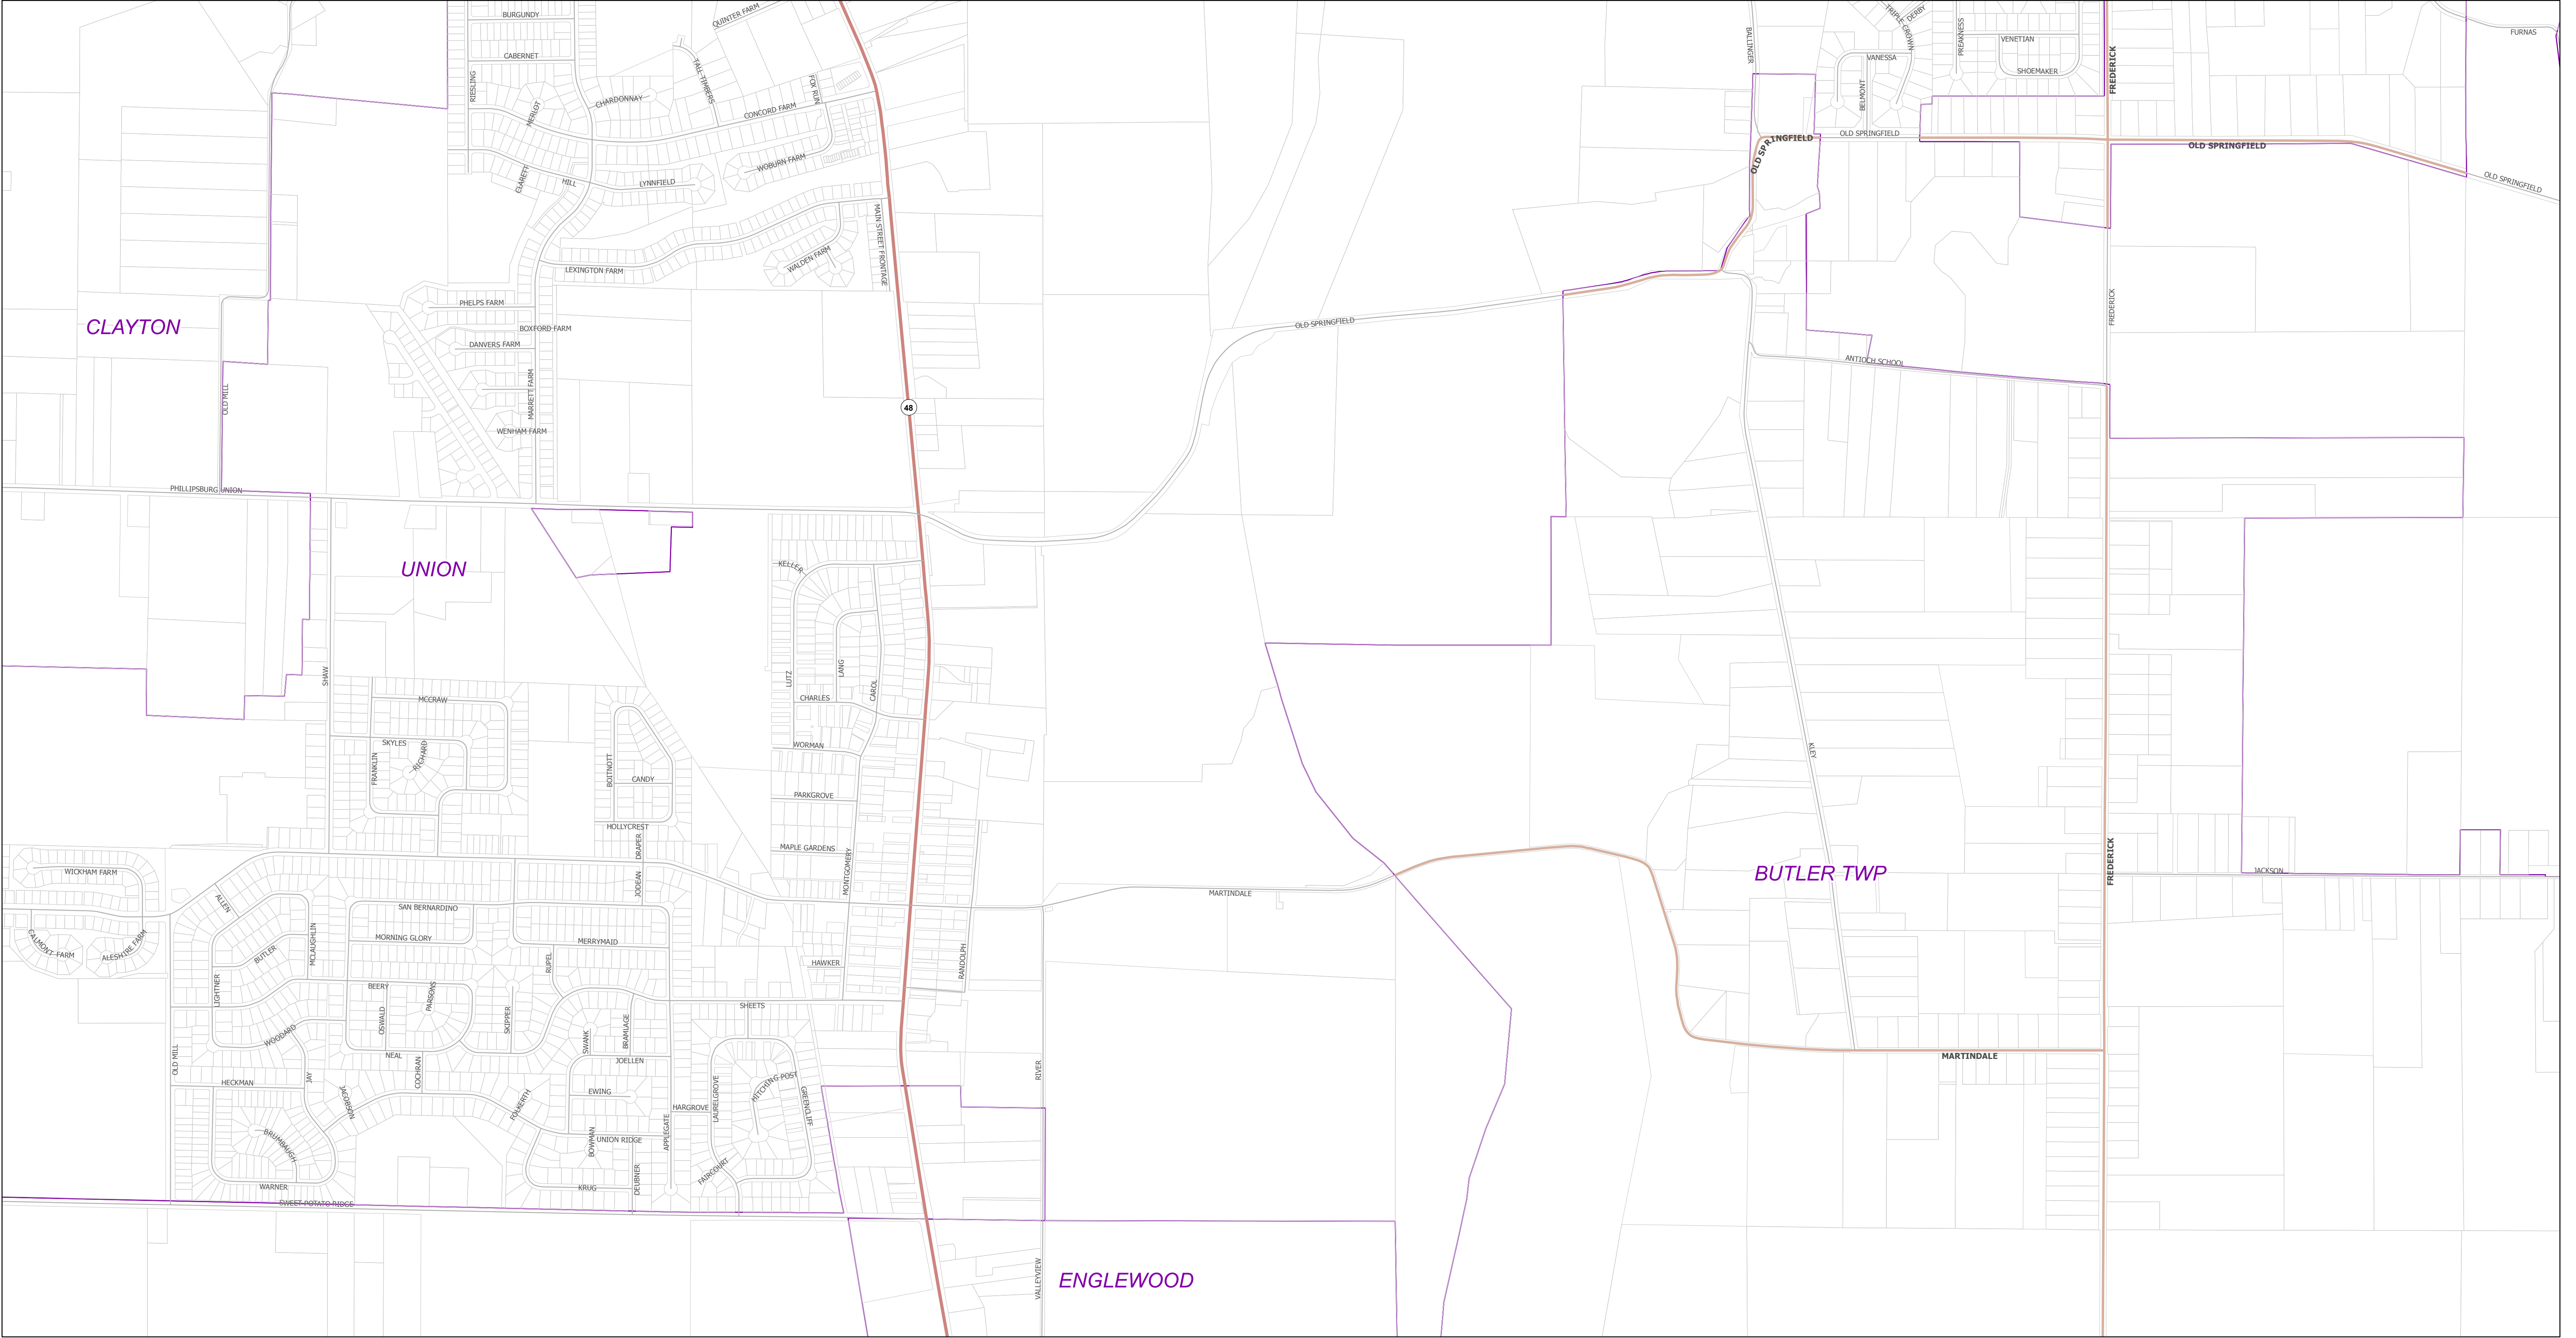 BURGUNDY
QUINTER FARM
BALLINGER
TRIPLE CROWN
DERBY
PREAKNESS
VENETIAN
FREDERICK
FURNAS
CABERNET
RIESLING
TALL TIMBERS
FOX RUN
VANESSA
SHOEMAKER
MERLOT
CHARDONNAY
CONCORD FARM
BELMONT
OLD SPRINGFIELD
OLD SPRINGFIELD
OLD SPRINGFIELD
OLD SPRINGFIELD
CLARETT
HILL
LYNNFIELD
WOBURN FARM
MAIN STREET FRONTAGE
WALDEN FARM
LEXINGTON FARM
PHELPS FARM
BOXFORD FARM
DANVERS FARM
CLAYTON
OLD SPRINGFIELD
FREDERICK
ANTIOCH SCHOOL
OLD MILL
MARRETT FARM
48
WENHAM FARM
PHILLIPSBURG UNION
UNION
KELLER
SHAW
LUTZ
LANG
CAROL
CHARLES
MCCRAW
SKYLES
RICHARD
FRANKLIN
WORMAN
BOITNOTT
CANDY
KLEY
PARKGROVE
HOLLYCREST
DRAPER
MAPLE GARDENS
MONTGOMERY
WICKHAM FARM
JODEAN
BUTLER TWP
FREDERICK
JACKSON
MARTINDALE
ALLEN
SAN BERNARDINO
MCLAUGHLIN
MORNING GLORY
MERRYMAID
CALMONT FARM
ALESHIRE FARM
BUTLER
RUPEL
HAWKER
RANDOLPH
LIGHTNER
BEERY
PARSONS
SHEETS
OSWALD
SKIPPER
WOODARD
SWANK
BRAMLAGE
OLD MILL
NEAL
JOELLEN
MARTINDALE
COCHRAN
RIVER
HECKMAN
JAY
JACOBSON
FOLKERTH
EWING
HITCHING POST
LAURELGROVE
GREENCLIFF
HARGROVE
BRUMBAUGH
BOWMAN
UNION RIDGE
APPLEGATE
WARNER
KRUG
DEUBNER
FAIRCOURT
SWEET POTATO RIDGE
VALLEYVIEW
ENGLEWOOD